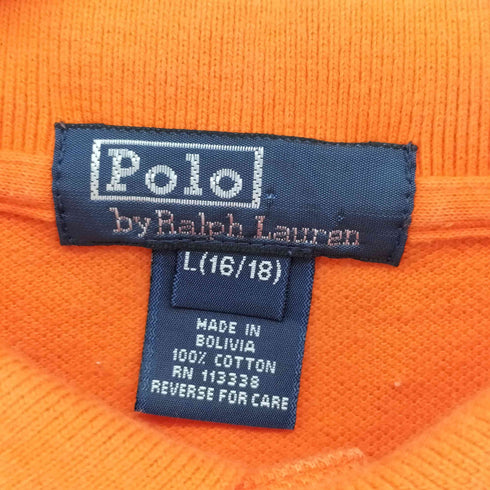 Polo
by Ralph Lauren
L(16/18)
MADE IN
BOLIVIA
100% COTTON
RN 113338
REVERSE FOR CARE